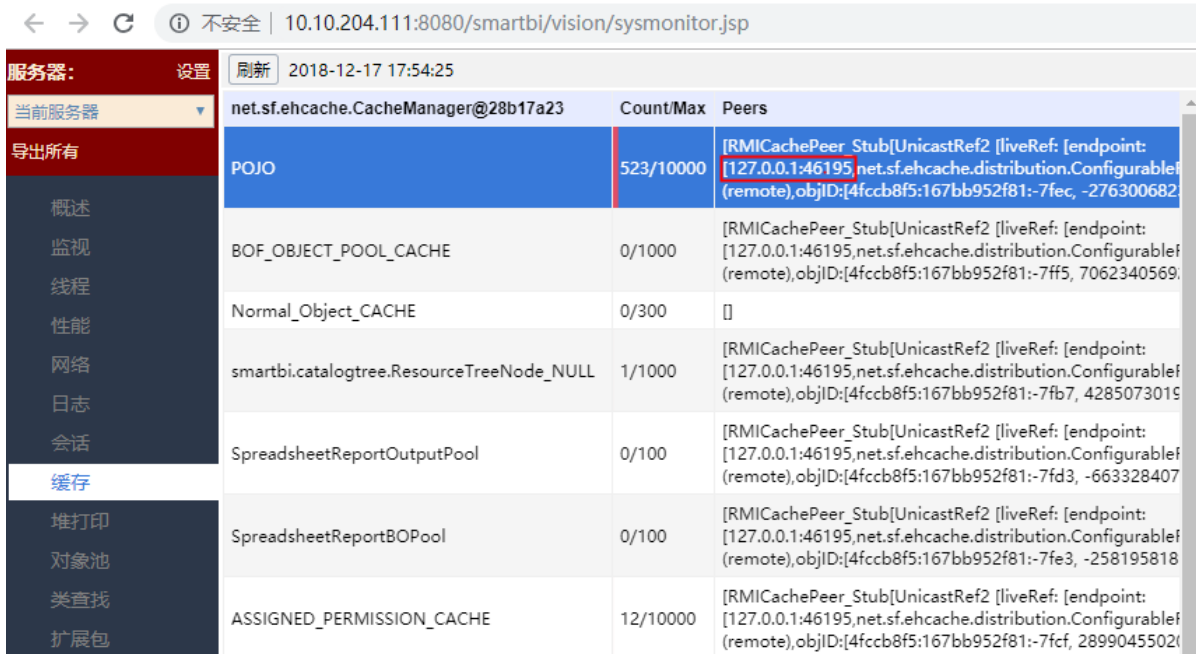 不安全 10.10.204.111:8080/smartbi/vision/sysmonitor.jsp
服务器： 设置
当前服务器
导出所有
概述
监视
线程
性能
网络
日志
会话
缓存
堆打印
对象池
类查找
扩展包
刷新 2018-12-17 17:54:25
net.sf.ehcache.CacheManager@28b17a23 Count/Max Peers
POJO 523/10000
[RMICachePeer_Stub[UnicastRef2 [liveRef: [endpoint:
[127.0.0.1:46195,net.sf.ehcache.distribution.Configurable
(remote),objID:[4fccb8f5:167bb952f81:-7fec, -276300682
BOF_OBJECT_POOL_CACHE 0/1000
[RMICachePeer_Stub[UnicastRef2 [liveRef: [endpoint:
[127.0.0.1:46195,net.sf.ehcache.distribution.Configurable
(remote),objID:[4fccb8f5:167bb952f81:-7ff5, 706234056
Normal_Object_CACHE 0/300 []
smartbi.catalogtree.ResourceTreeNode_NULL 1/1000
[RMICachePeer_Stub[UnicastRef2 [liveRef: [endpoint:
[127.0.0.1:46195,net.sf.ehcache.distribution.Configurable
(remote),objID:[4fccb8f5:167bb952f81:-7fb7, 4285073019
SpreadsheetReportOutputPool 0/100
[RMICachePeer_Stub[UnicastRef2 [liveRef: [endpoint:
[127.0.0.1:46195,net.sf.ehcache.distribution.Configurable
(remote),objID:[4fccb8f5:167bb952f81:-7fd3, -663328407
SpreadsheetReportBOPool 0/100
[RMICachePeer_Stub[UnicastRef2 [liveRef: [endpoint:
[127.0.0.1:46195,net.sf.ehcache.distribution.Configurable
(remote),objID:[4fccb8f5:167bb952f81:-7fe3, -258195818
ASSIGNED_PERMISSION_CACHE 12/10000
[RMICachePeer_Stub[UnicastRef2 [liveRef: [endpoint:
[127.0.0.1:46195,net.sf.ehcache.distribution.Configurable
(remote),objID:[4fccb8f5:167bb952f81:-7fcf, 2899045502